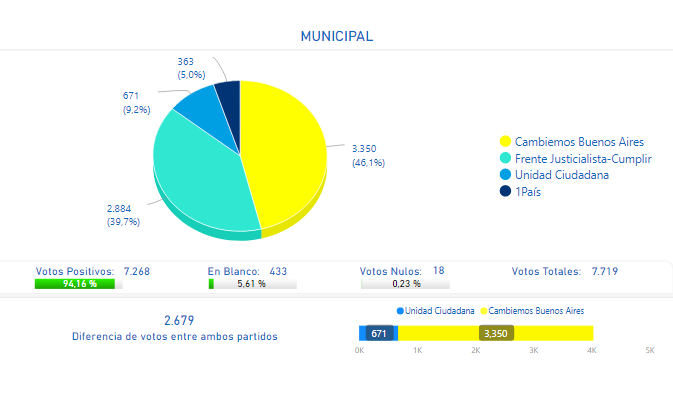 MUNICIPAL
363
(5,0%)
671
(9,2%)
3.350
(46,1%)
2.884
(39,7%)
Cambiemos Buenos Aires
Frente Justicialista-Cumplir
Unidad Ciudadana
1País
Votos Positivos: 7.268
94,16 %
En Blanco: 433
5,61 %
Votos Nulos: 18
0,23 %
Votos Totales: 7.719
2.679
Diferencia de votos entre ambos partidos
Unidad Ciudadana Cambiemos Buenos Aires
671 3,350
0K 1K 2K 3K 4K 5K